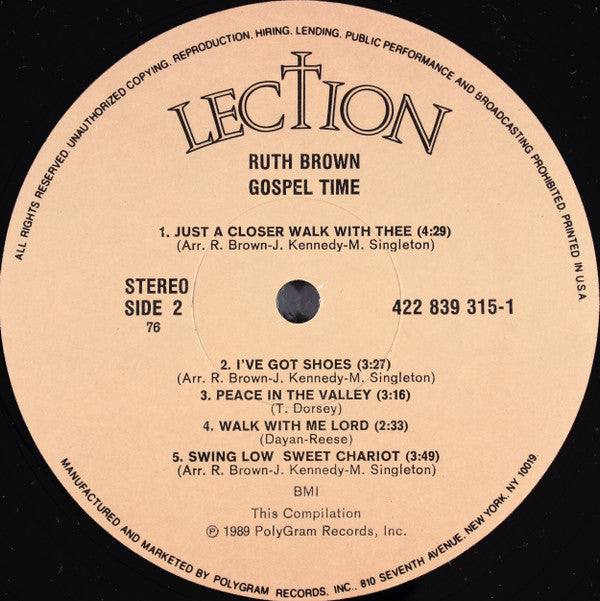 ALL RIGHTS RESERVED. UNAUTHORIZED COPYING, REPRODUCTION, HIRING, LENDING, PUBLIC PERFORMANCE AND BROADCASTING PROHIBITED. PRINTED IN U.S.A.
LECTION
RUTH BROWN
GOSPEL TIME
1. JUST A CLOSER WALK WITH THEE (4:29)
(Arr. R. Brown-J. Kennedy-M. Singleton)
STEREO
SIDE 2
76
422 839 315-1
2. I'VE GOT SHOES (3:27)
(Arr. R. Brown-J. Kennedy-M. Singleton)
3. PEACE IN THE VALLEY (3:16)
(T. Dorsey)
4. WALK WITH ME LORD (2:33)
(Dayan-Reese)
5. SWING LOW SWEET CHARIOT (3:49)
(Arr. R. Brown-J. Kennedy-M. Singleton)
BMI
This Compilation
℗ 1989 PolyGram Records, Inc.
MANUFACTURED AND MARKETED BY POLYGRAM RECORDS, INC., 810 SEVENTH AVENUE, NEW YORK, NY 10019.